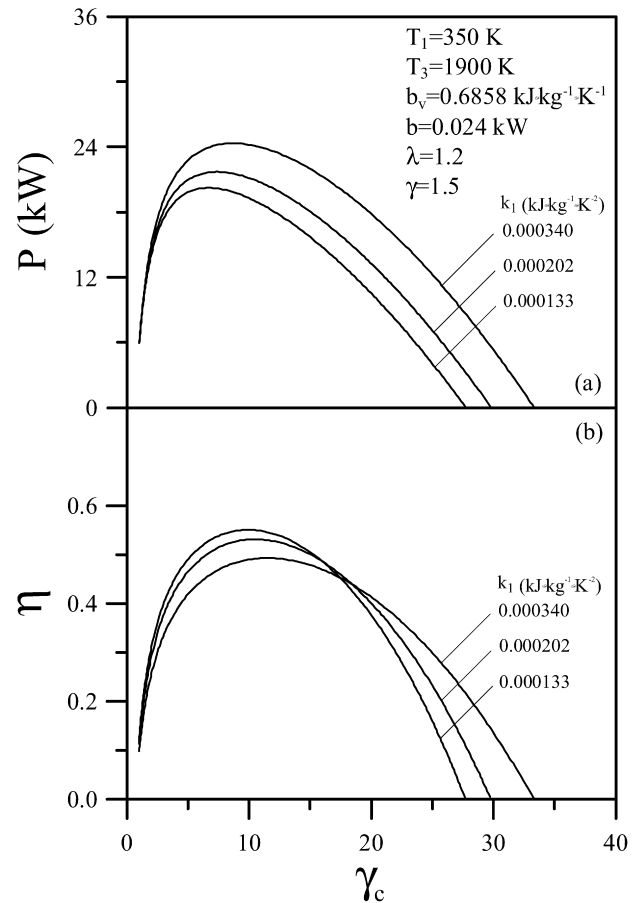 36
T₁=350 K
T₃=1900 K
bᵥ=0.6858 kJ·kg⁻¹·K⁻¹
b=0.024 kW
λ=1.2
γ=1.5
24
12
0
P (kW)
k₁ (kJ·kg⁻¹·K⁻²)
0.000340
0.000202
0.000133
(a)
(b)
0.6
0.4
0.2
0.0
η
k₁ (kJ·kg⁻¹·K⁻²)
0.000340
0.000202
0.000133
0 10 20 30 40
γ_c